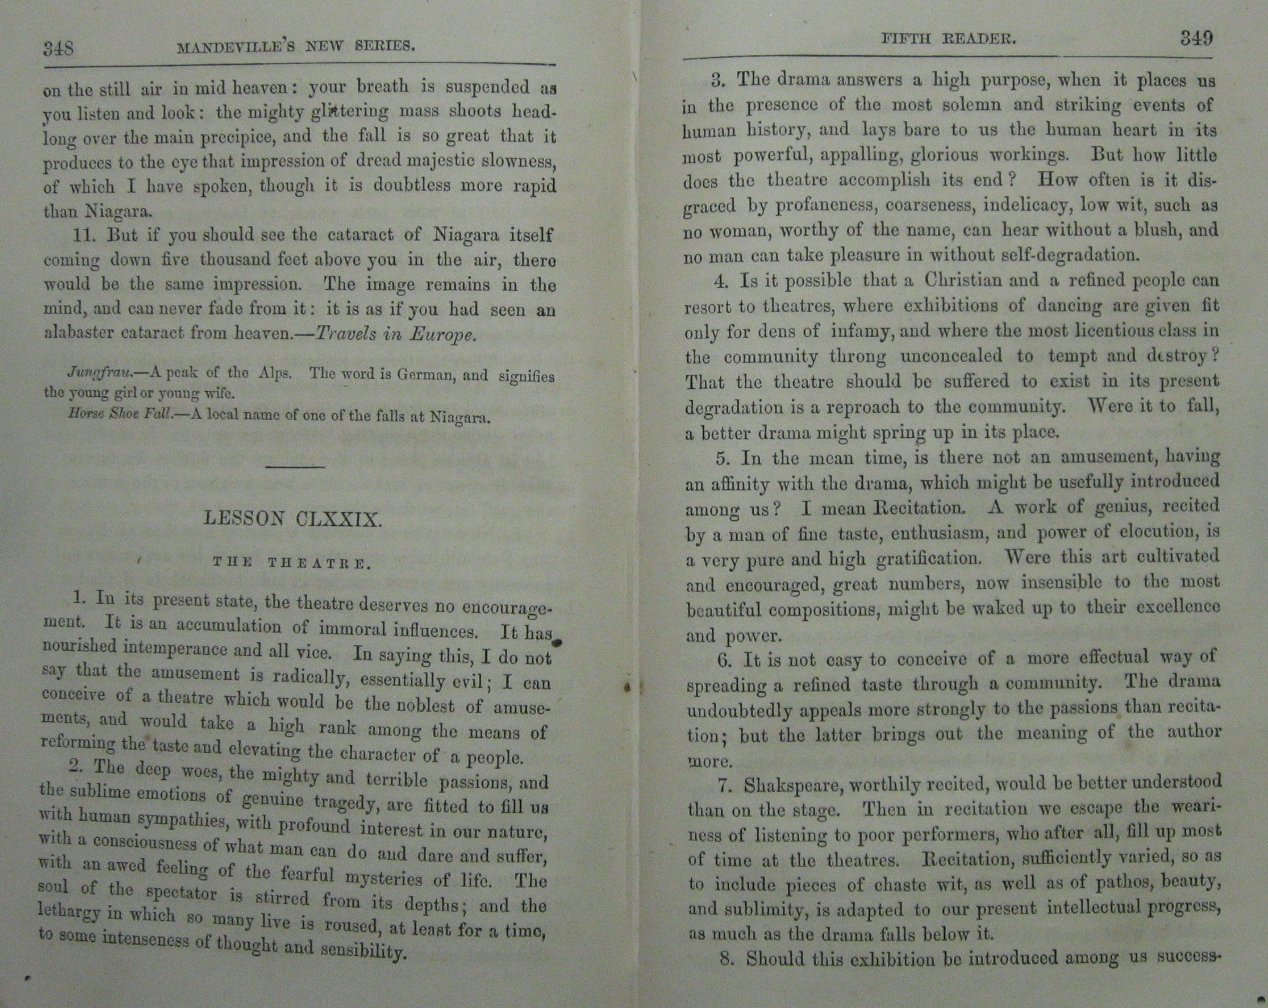 348 MANDEVILLE'S NEW SERIES.
on the still air in mid heaven: your breath is suspended as
you listen and look: the mighty glittering mass shoots head-
long over the main precipice, and the fall is so great that it
produces to the eye that impression of dread majestic slowness,
of which I have spoken, though it is doubtless more rapid
than Niagara.
11. But if you should see the cataract of Niagara itself
coming down five thousand feet above you in the air, there
would be the same impression. The image remains in the
mind, and can never fade from it: it is as if you had seen an
alabaster cataract from heaven.—Travels in Europe.
Jungfrau.—A peak of the Alps. The word is German, and signifies
the young girl or young wife.
Horse Shoe Fall.—A local name of one of the falls at Niagara.
LESSON CLXXIX.
THE THEATRE.
1. In its present state, the theatre deserves no encourage-
ment. It is an accumulation of immoral influences. It has
nourished intemperance and all vice. In saying this, I do not
say that the amusement is radically, essentially evil; I can
conceive of a theatre which would be the noblest of amuse-
ments, and would take a high rank among the means of
reforming the taste and elevating the character of a people.
2. The deep woes, the mighty and terrible passions, and
the sublime emotions of genuine tragedy, are fitted to fill us
with human sympathies, with profound interest in our nature,
with a consciousness of what man can do and dare and suffer,
with an awed feeling of the fearful mysteries of life. The
soul of the spectator is stirred from its depths; and the
lethargy in which so many live is roused, at least for a time,
to some intenseness of thought and sensibility.
FIFTH READER. 349
3. The drama answers a high purpose, when it places us
in the presence of the most solemn and striking events of
human history, and lays bare to us the human heart in its
most powerful, appalling, glorious workings. But how little
does the theatre accomplish its end? How often is it dis-
graced by profaneness, coarseness, indelicacy, low wit, such as
no woman, worthy of the name, can hear without a blush, and
no man can take pleasure in without self-degradation.
4. Is it possible that a Christian and a refined people can
resort to theatres, where exhibitions of dancing are given fit
only for dens of infamy, and where the most licentious class in
the community throng unconcealed to tempt and destroy?
That the theatre should be suffered to exist in its present
degradation is a reproach to the community. Were it to fall,
a better drama might spring up in its place.
5. In the mean time, is there not an amusement, having
an affinity with the drama, which might be usefully introduced
among us? I mean Recitation. A work of genius, recited
by a man of fine taste, enthusiasm, and power of elocution, is
a very pure and high gratification. Were this art cultivated
and encouraged, great numbers, now insensible to the most
beautiful compositions, might be waked up to their excellence
and power.
6. It is not easy to conceive of a more effectual way of
spreading a refined taste through a community. The drama
undoubtedly appeals more strongly to the passions than recita-
tion; but the latter brings out the meaning of the author
more.
7. Shakspeare, worthily recited, would be better understood
than on the stage. Then in recitation we escape the weari-
ness of listening to poor performers, who after all, fill up most
of time at the theatres. Recitation, sufficiently varied, so as
to include pieces of chaste wit, as well as of pathos, beauty,
and sublimity, is adapted to our present intellectual progress,
as much as the drama falls below it.
8. Should this exhibition be introduced among us success-